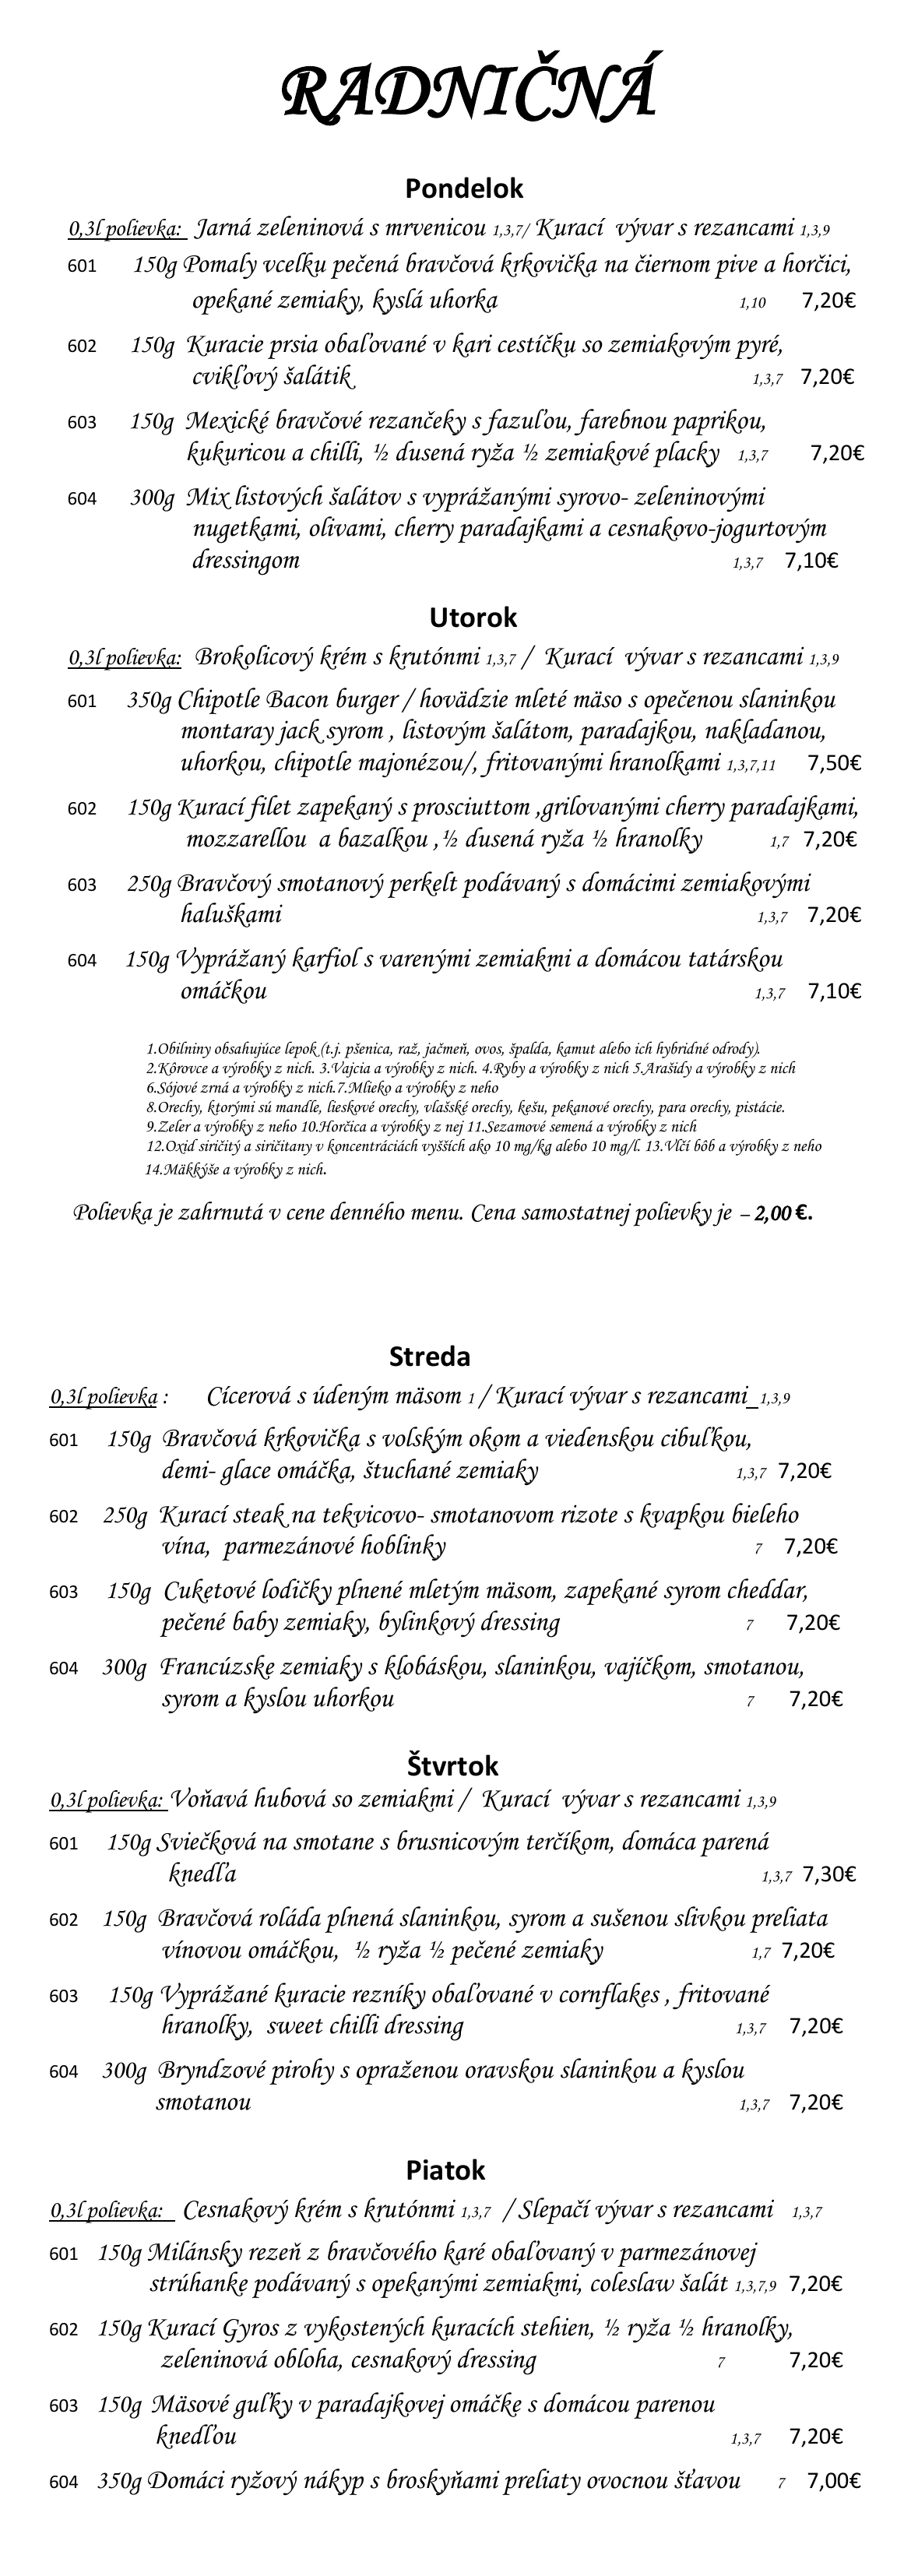 RADNIČNÁ
Pondelok
0,3l polievka: Jarná zeleninová s mrvenicou 1,3,7/ Kurací vývar s rezancami 1,3,9
601 150g Pomaly vcelku pečená bravčová krkovička na čiernom pive a horčici,
opekané zemiaky, kyslá uhorka 1,10 7,20€
602 150g Kuracie prsia obaľované v kari cestíčku so zemiakovým pyré,
cvikľový šalátik 1,3,7 7,20€
603 150g Mexické bravčové rezančeky s fazuľou, farebnou paprikou,
kukuricou a chilli, ½ dusená ryža ½ zemiakové placky 1,3,7 7,20€
604 300g Mix listových šalátov s vyprážanými syrovo- zeleninovými
nugetkami, olivami, cherry paradajkami a cesnakovo-jogurtovým
dressingom 1,3,7 7,10€
Utorok
0,3l polievka: Brokolicový krém s krutónmi 1,3,7 / Kurací vývar s rezancami 1,3,9
601 350g Chipotle Bacon burger / hovädzie mleté mäso s opečenou slaninkou
montaray jack syrom , listovým šalátom, paradajkou, nakladanou,
uhorkou, chipotle majonézou/, fritovanými hranolkami 1,3,7,11 7,50€
602 150g Kurací filet zapekaný s prosciuttom ,grilovanými cherry paradajkami,
mozzarellou a bazalkou ,½ dusená ryža ½ hranolky 1,7 7,20€
603 250g Bravčový smotanový perkelt podávaný s domácimi zemiakovými
haluškami 1,3,7 7,20€
604 150g Vyprážaný karfiol s varenými zemiakmi a domácou tatárskou
omáčkou 1,3,7 7,10€
1.Obilniny obsahujúce lepok (t.j. pšenica, raž, jačmeň, ovos, špalda, kamut alebo ich hybridné odrody).
2.Kôrovce a výrobky z nich. 3.Vajcia a výrobky z nich. 4.Ryby a výrobky z nich 5.Arašidy a výrobky z nich
6.Sójové zrná a výrobky z nich.7.Mlieko a výrobky z neho
8.Orechy, ktorými sú mandle, lieskové orechy, vlašské orechy, kešu, pekanové orechy, para orechy, pistácie.
9.Zeler a výrobky z neho 10.Horčica a výrobky z nej 11.Sezamové semená a výrobky z nich
12.Oxid siričitý a siričitany v koncentráciách vyšších ako 10 mg/kg alebo 10 mg/l. 13.Vlčí bôb a výrobky z neho
14.Mäkkýše a výrobky z nich.
Polievka je zahrnutá v cene denného menu. Cena samostatnej polievky je – 2,00 €.
Streda
0,3l polievka : Cícerová s údeným mäsom 1 / Kurací vývar s rezancami_1,3,9
601 150g Bravčová krkovička s volským okom a viedenskou cibuľkou,
demi- glace omáčka, štuchané zemiaky 1,3,7 7,20€
602 250g Kurací steak na tekvicovo- smotanovom rizote s kvapkou bieleho
vína, parmezánové hoblinky 7 7,20€
603 150g Cuketové lodičky plnené mletým mäsom, zapekané syrom cheddar,
pečené baby zemiaky, bylinkový dressing 7 7,20€
604 300g Francúzske zemiaky s klobáskou, slaninkou, vajíčkom, smotanou,
syrom a kyslou uhorkou 7 7,20€
Štvrtok
0,3l polievka: Voňavá hubová so zemiakmi / Kurací vývar s rezancami 1,3,9
601 150g Sviečková na smotane s brusnicovým terčíkom, domáca parená
knedľa 1,3,7 7,30€
602 150g Bravčová roláda plnená slaninkou, syrom a sušenou slivkou preliata
vínovou omáčkou, ½ ryža ½ pečené zemiaky 1,7 7,20€
603 150g Vyprážané kuracie rezníky obaľované v cornflakes , fritované
hranolky, sweet chilli dressing 1,3,7 7,20€
604 300g Bryndzové pirohy s opraženou oravskou slaninkou a kyslou
smotanou 1,3,7 7,20€
Piatok
0,3l polievka: Cesnakový krém s krutónmi 1,3,7 / Slepačí vývar s rezancami 1,3,7
601 150g Milánsky rezeň z bravčového karé obaľovaný v parmezánovej
strúhanke podávaný s opekanými zemiakmi, coleslaw šalát 1,3,7,9 7,20€
602 150g Kurací Gyros z vykostených kuracích stehien, ½ ryža ½ hranolky,
zeleninová obloha, cesnakový dressing 7 7,20€
603 150g Mäsové guľky v paradajkovej omáčke s domácou parenou
knedľou 1,3,7 7,20€
604 350g Domáci ryžový nákyp s broskyňami preliaty ovocnou šťavou 7 7,00€